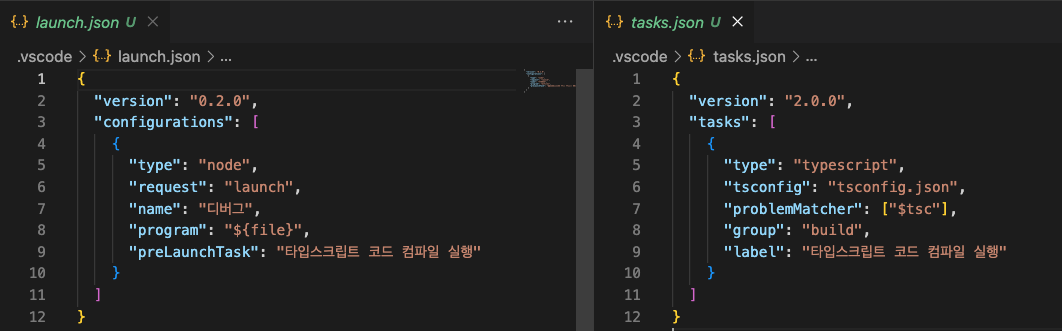 launch.json U
.vscode > launch.json > ...
1 {
2 "version": "0.2.0",
3 "configurations": [
4 {
5 "type": "node",
6 "request": "launch",
7 "name": "디버그",
8 "program": "${file}",
9 "preLaunchTask": "타입스크립트 코드 컴파일 실행"
10 }
11 ]
12 }
tasks.json U
.vscode > tasks.json > ...
1 {
2 "version": "2.0.0",
3 "tasks": [
4 {
5 "type": "typescript",
6 "tsconfig": "tsconfig.json",
7 "problemMatcher": ["$tsc"],
8 "group": "build",
9 "label": "타입스크립트 코드 컴파일 실행"
10 }
11 ]
12 }